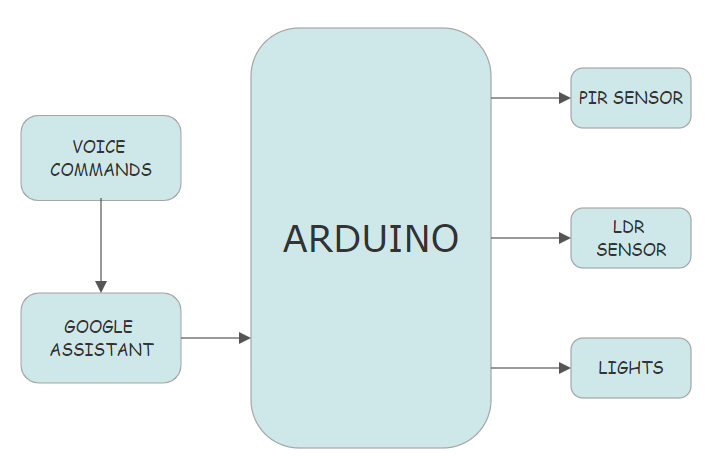 VOICE
COMMANDS
GOOGLE
ASSISTANT
ARDUINO
PIR SENSOR
LDR
SENSOR
LIGHTS